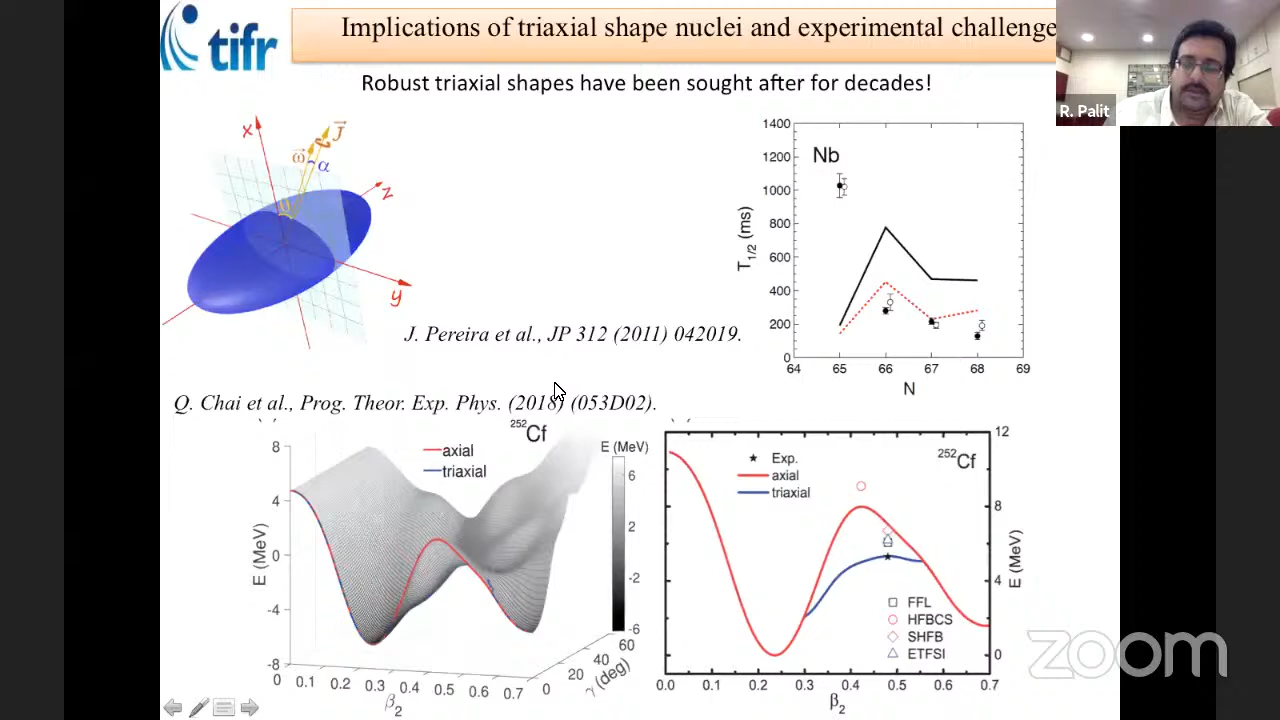 tifr
Implications of triaxial shape nuclei and experimental challenge
Robust triaxial shapes have been sought after for decades!
R. Palit
x
ω
J
α
z
y
J. Pereira et al., JP 312 (2011) 042019.
Nb
T1/2 (ms)
1400
1200
1000
800
600
400
200
0
64 65 66 67 68 69
N
Q. Chai et al., Prog. Theor. Exp. Phys. (2018) (053D02).
252Cf
axial
triaxial
E (MeV)
8
4
0
-4
-8
E (MeV)
6
2
-2
-6
0 0.1 0.2 0.3 0.4 0.5 0.6 0.7
β2
0 20 40 60
γ (deg)
252Cf
Exp.
axial
triaxial
FFL
HFBCS
SHFB
ETFSI
12
8
4
0
E (MeV)
0.0 0.1 0.2 0.3 0.4 0.5 0.6 0.7
β2
zoom